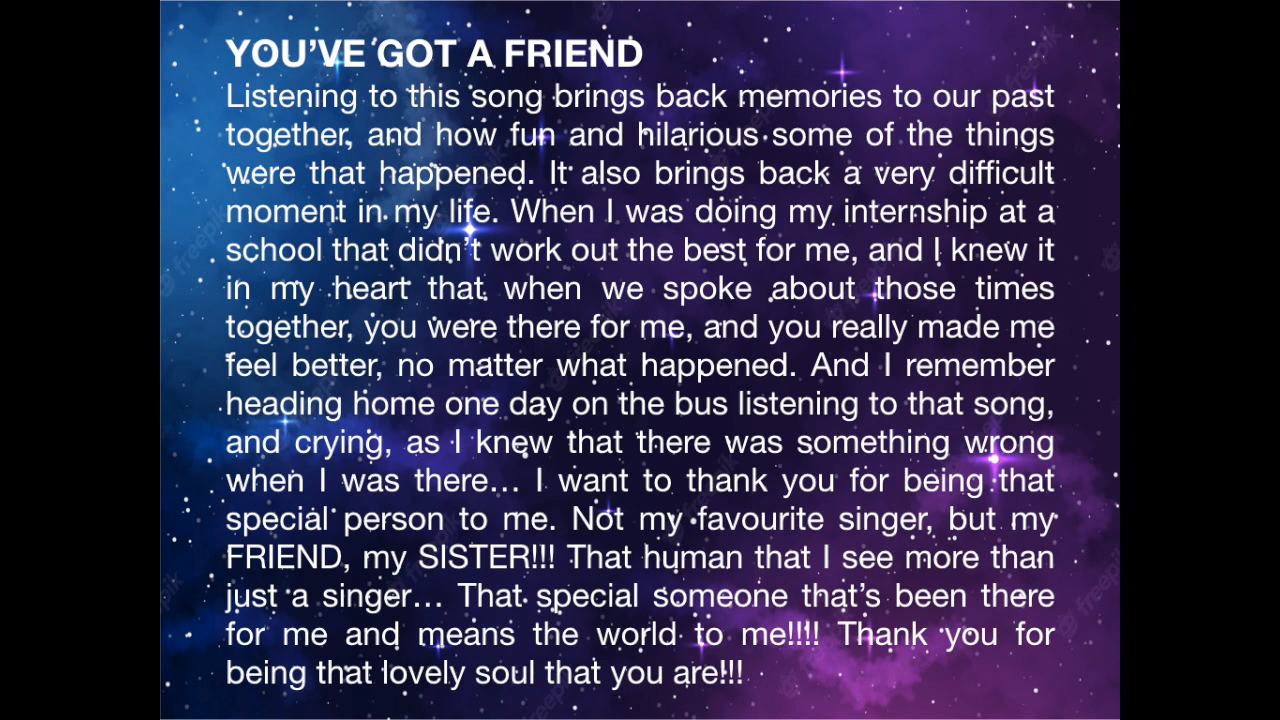 YOU'VE GOT A FRIEND
Listening to this song brings back memories to our past
together, and how fun and hilarious some of the things
were that happened. It also brings back a very difficult
moment in my life. When I was doing my internship at a
school that didn't work out the best for me, and I knew it
in my heart that when we spoke about those times
together, you were there for me, and you really made me
feel better, no matter what happened. And I remember
heading home one day on the bus listening to that song,
and crying, as I knew that there was something wrong
when I was there… I want to thank you for being that
special person to me. Not my favourite singer, but my
FRIEND, my SISTER!!! That human that I see more than
just a singer… That special someone that's been there
for me and means the world to me!!!! Thank you for
being that lovely soul that you are!!!